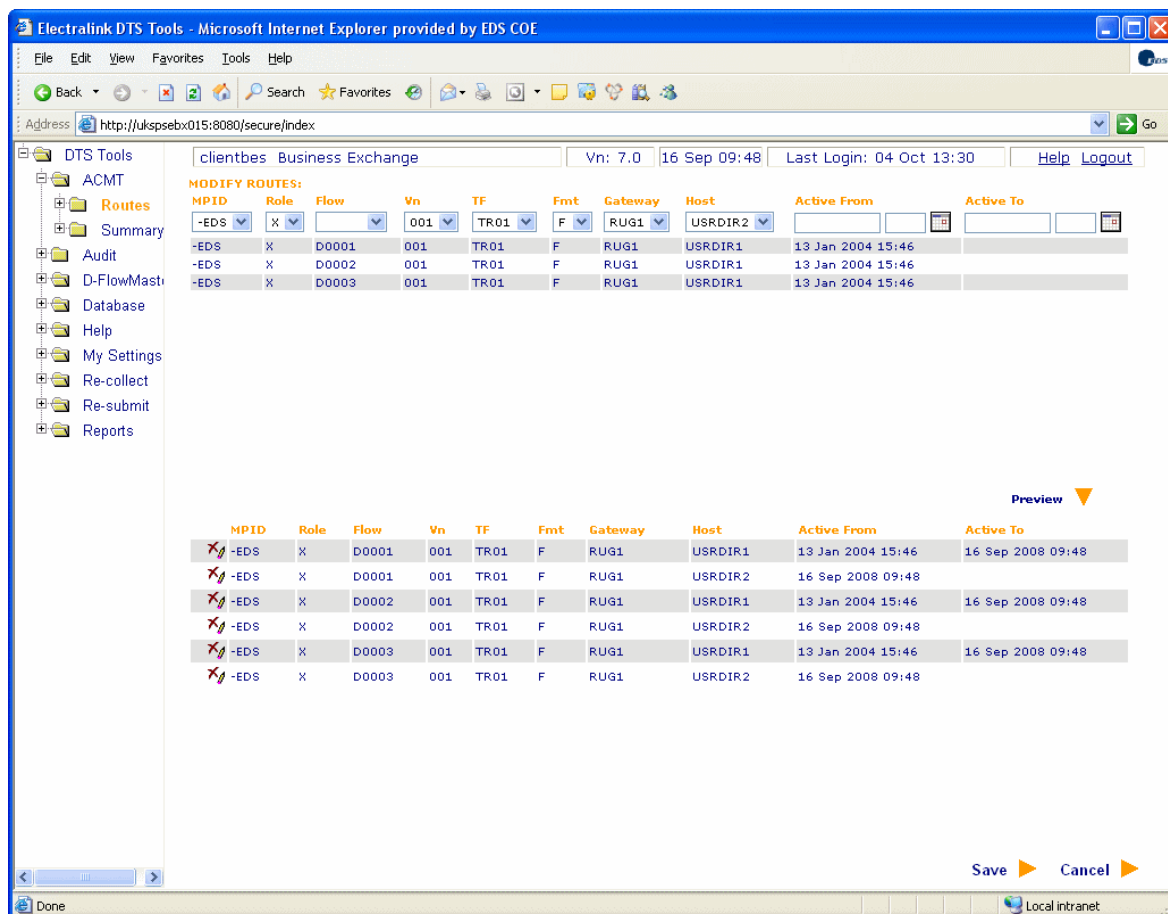 Electralink DTS Tools - Microsoft Internet Explorer provided by EDS COE
File Edit View Favorites Tools Help
Back Search Favorites
Address http://ukspsebx015:8080/secure/index Go
DTS Tools
ACMT
Routes
Summary
Audit
D-FlowMast
Database
Help
My Settings
Re-collect
Re-submit
Reports
clientbes Business Exchange Vn: 7.0 16 Sep 09:48 Last Login: 04 Oct 13:30 Help Logout
MODIFY ROUTES:
MPID Role Flow Vn TF Fmt Gateway Host Active From Active To
-EDS X 001 TR01 F RUG1 USRDIR2
-EDS X D0001 001 TR01 F RUG1 USRDIR1 13 Jan 2004 15:46
-EDS X D0002 001 TR01 F RUG1 USRDIR1 13 Jan 2004 15:46
-EDS X D0003 001 TR01 F RUG1 USRDIR1 13 Jan 2004 15:46
Preview
MPID Role Flow Vn TF Fmt Gateway Host Active From Active To
-EDS X D0001 001 TR01 F RUG1 USRDIR1 13 Jan 2004 15:46 16 Sep 2008 09:48
-EDS X D0001 001 TR01 F RUG1 USRDIR2 16 Sep 2008 09:48
-EDS X D0002 001 TR01 F RUG1 USRDIR1 13 Jan 2004 15:46 16 Sep 2008 09:48
-EDS X D0002 001 TR01 F RUG1 USRDIR2 16 Sep 2008 09:48
-EDS X D0003 001 TR01 F RUG1 USRDIR1 13 Jan 2004 15:46 16 Sep 2008 09:48
-EDS X D0003 001 TR01 F RUG1 USRDIR2 16 Sep 2008 09:48
Save Cancel
Done Local intranet